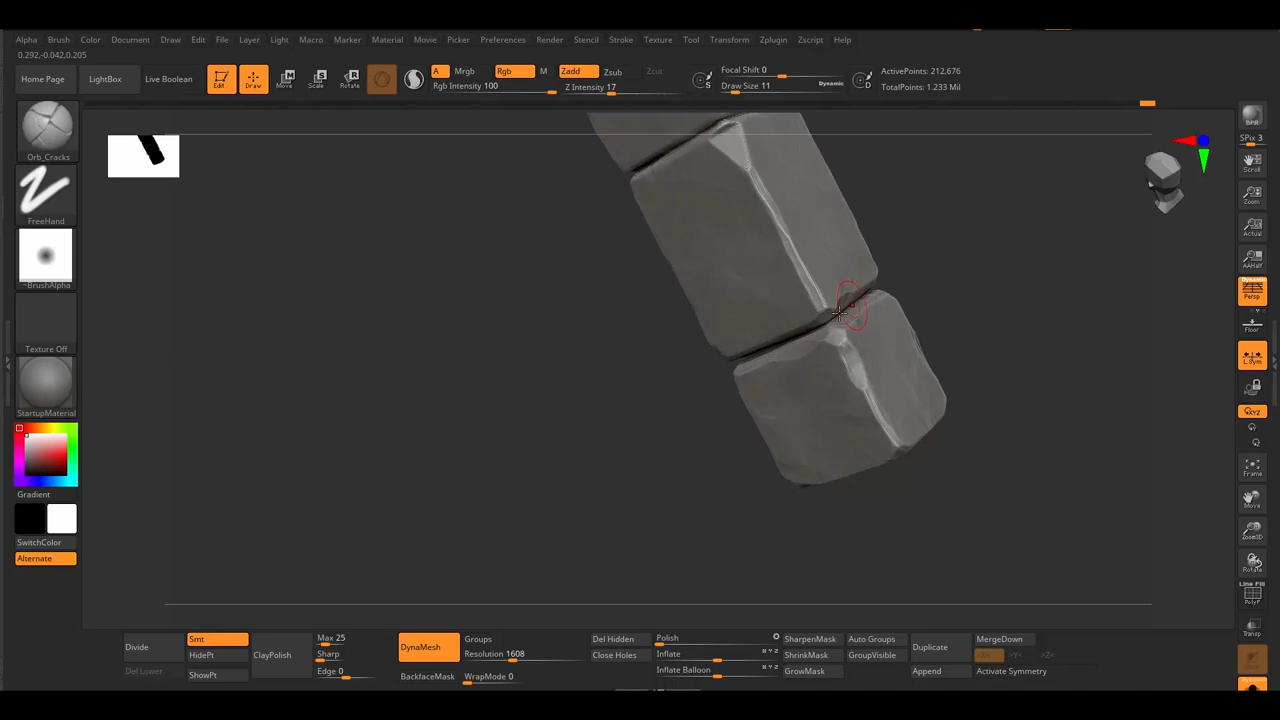 Alpha Brush Color Document Draw Edit File Layer Light Macro Marker Material Movie Picker Preferences Render Stencil Stroke Texture Tool Transform Zplugin Zscript Help
0.292,-0.042,0.205
Home Page LightBox Live Boolean Edit Draw Move Scale Rotate A Mrgb Rgb M Zadd Zsub Zcut Focal Shift 0 ActivePoints: 212,676
Rgb Intensity 100 Z Intensity 17 S Draw Size 11 Dynamic D TotalPoints: 1.233 Mil
Orb_Cracks
FreeHand
~BrushAlpha
Texture Off
StartupMaterial
Gradient
SwitchColor
Alternate
BPR
SPix 3
Scroll
Zoom
Actual
AAHalf
Dynamic
Persp
Floor
L.Sym
XYZ
Frame
Move
Zoom3D
Rotate
Line Fill
PolyF
Transp
Divide Smt Max 25 DynaMesh Groups Del Hidden Polish SharpenMask Auto Groups Duplicate MergeDown
HidePt ClayPolish Sharp Resolution 1608 Close Holes Inflate X Y Z ShrinkMask GroupVisible >X< >Y< >Z<
Del Lower ShowPt Edge 0 BackfaceMask WrapMode 0 Inflate Balloon X Y Z GrowMask Append Activate Symmetry